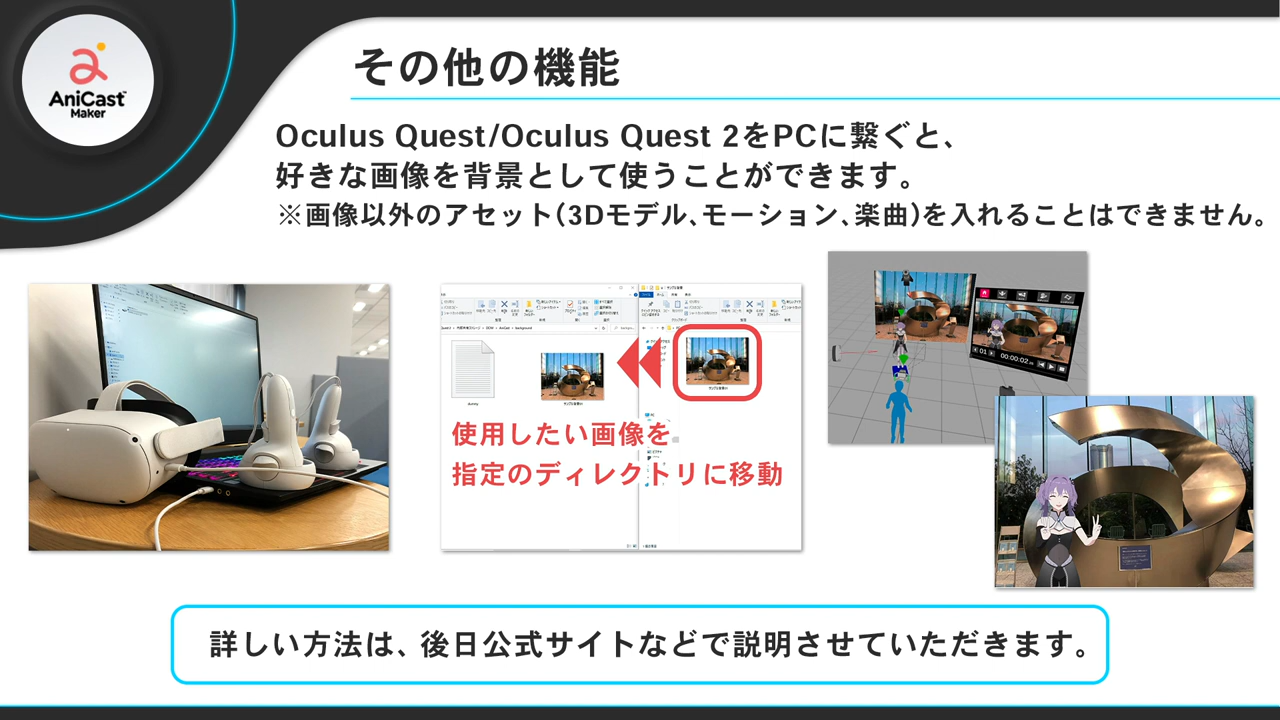 AniCast
Maker
その他の機能
Oculus Quest/Oculus Quest 2をPCに繋ぐと、
好きな画像を背景として使うことができます。
※画像以外のアセット(3Dモデル、モーション、楽曲)を入れることはできません。
使用したい画像を
指定のディレクトリに移動
01
00:00:02
詳しい方法は、後日公式サイトなどで説明させていただきます。